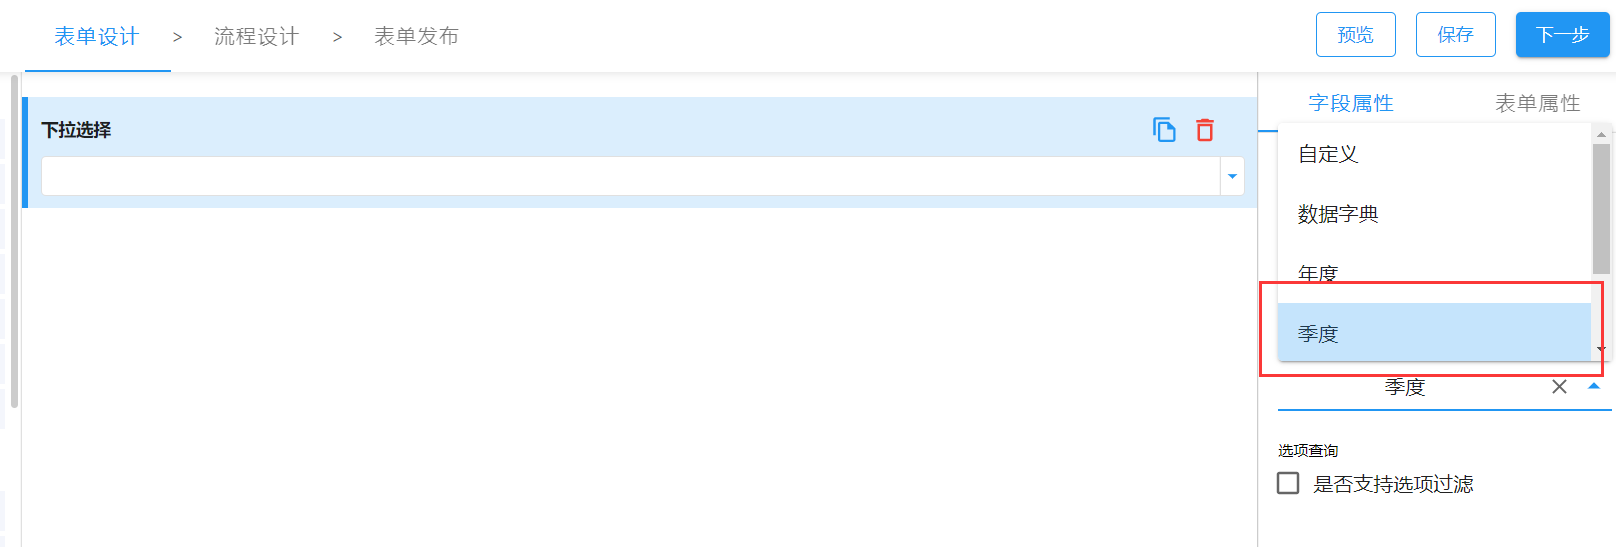 表单设计 > 流程设计 > 表单发布
预览 保存 下一步
下拉选择
字段属性 表单属性
自定义
数据字典
年度
季度
季度
选项查询
是否支持选项过滤